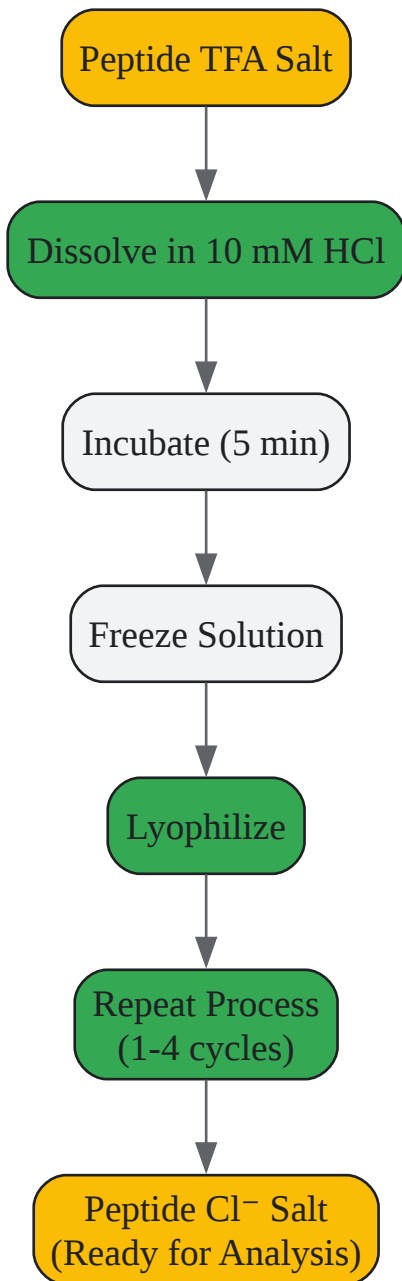 Peptide TFA Salt
Dissolve in 10 mM HCl
Incubate (5 min)
Freeze Solution
Lyophilize
Repeat Process
(1-4 cycles)
Peptide Cl⁻ Salt
(Ready for Analysis)